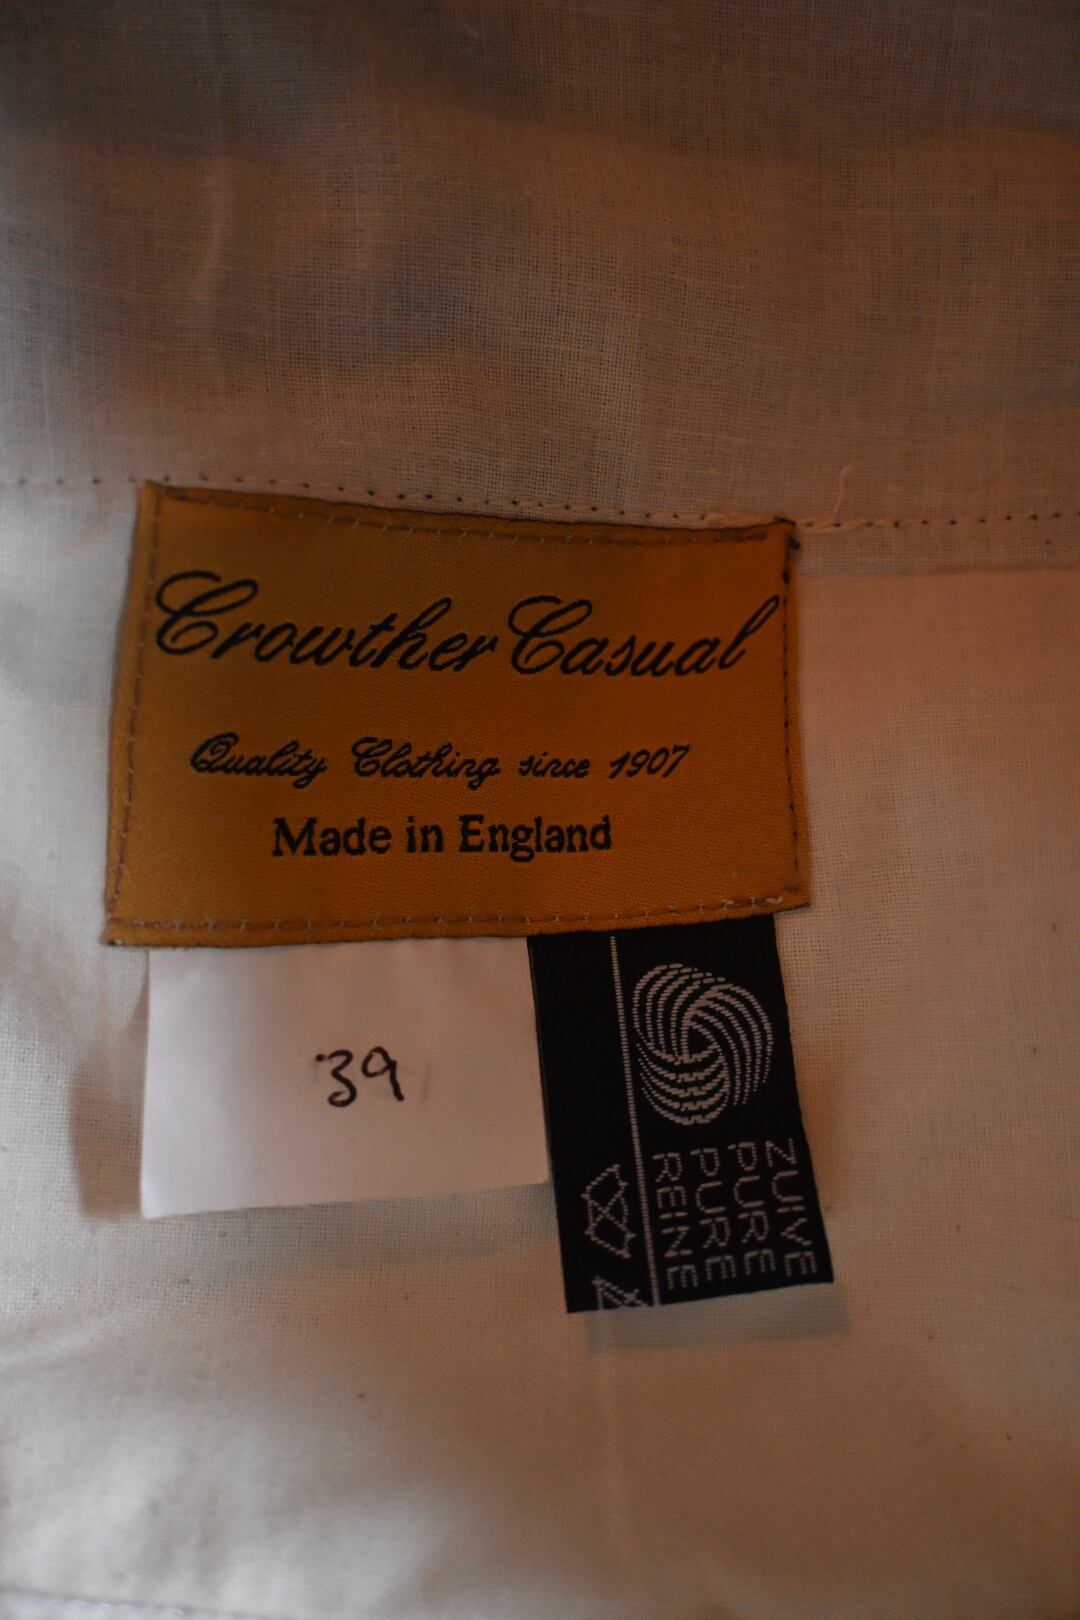 Crowther Casual
Quality Clothing since 1907
Made in England
39
ZUIVE
PURE
PURE
REINE